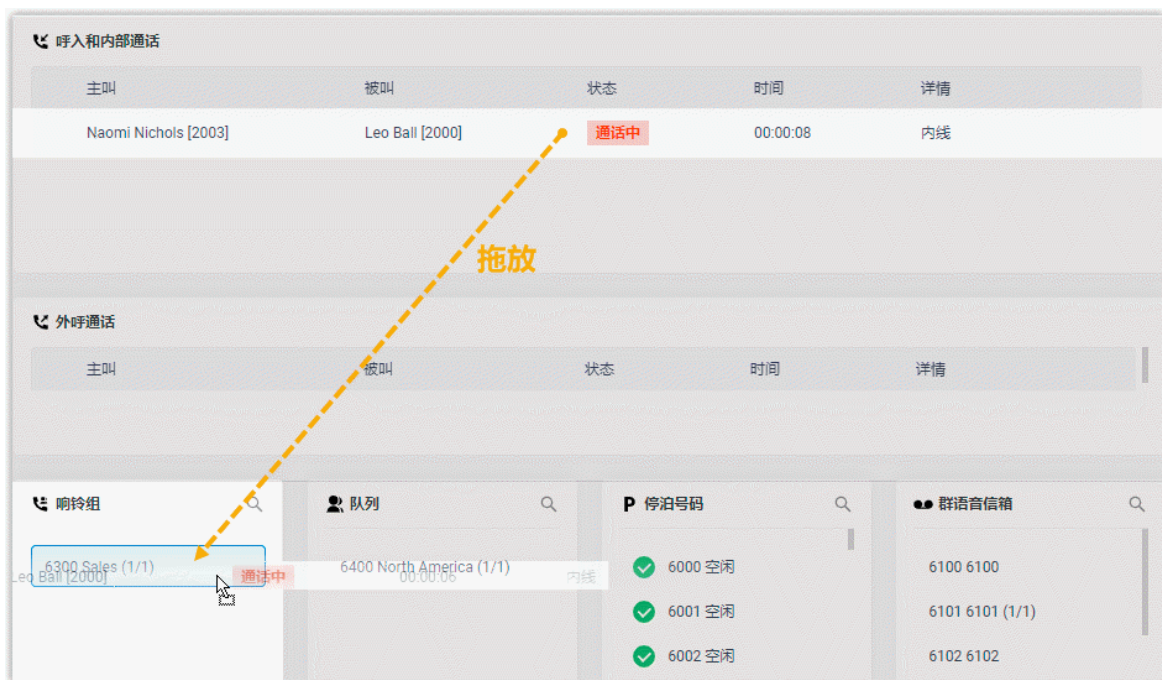 呼入和内部通话
主叫 被叫 状态 时间 详情
Naomi Nichols [2003] Leo Ball [2000] 通话中 00:00:08 内线
拖放
外呼通话
主叫 被叫 状态 时间 详情
响铃组 队列 P 停泊号码 群语音信箱
6300 Sales (1/1) 6400 North America (1/1) 6000 空闲 6100 6100
Leo Ball [2000] 通话中 00:00:06 内线
6001 空闲 6101 6101 (1/1)
6002 空闲 6102 6102